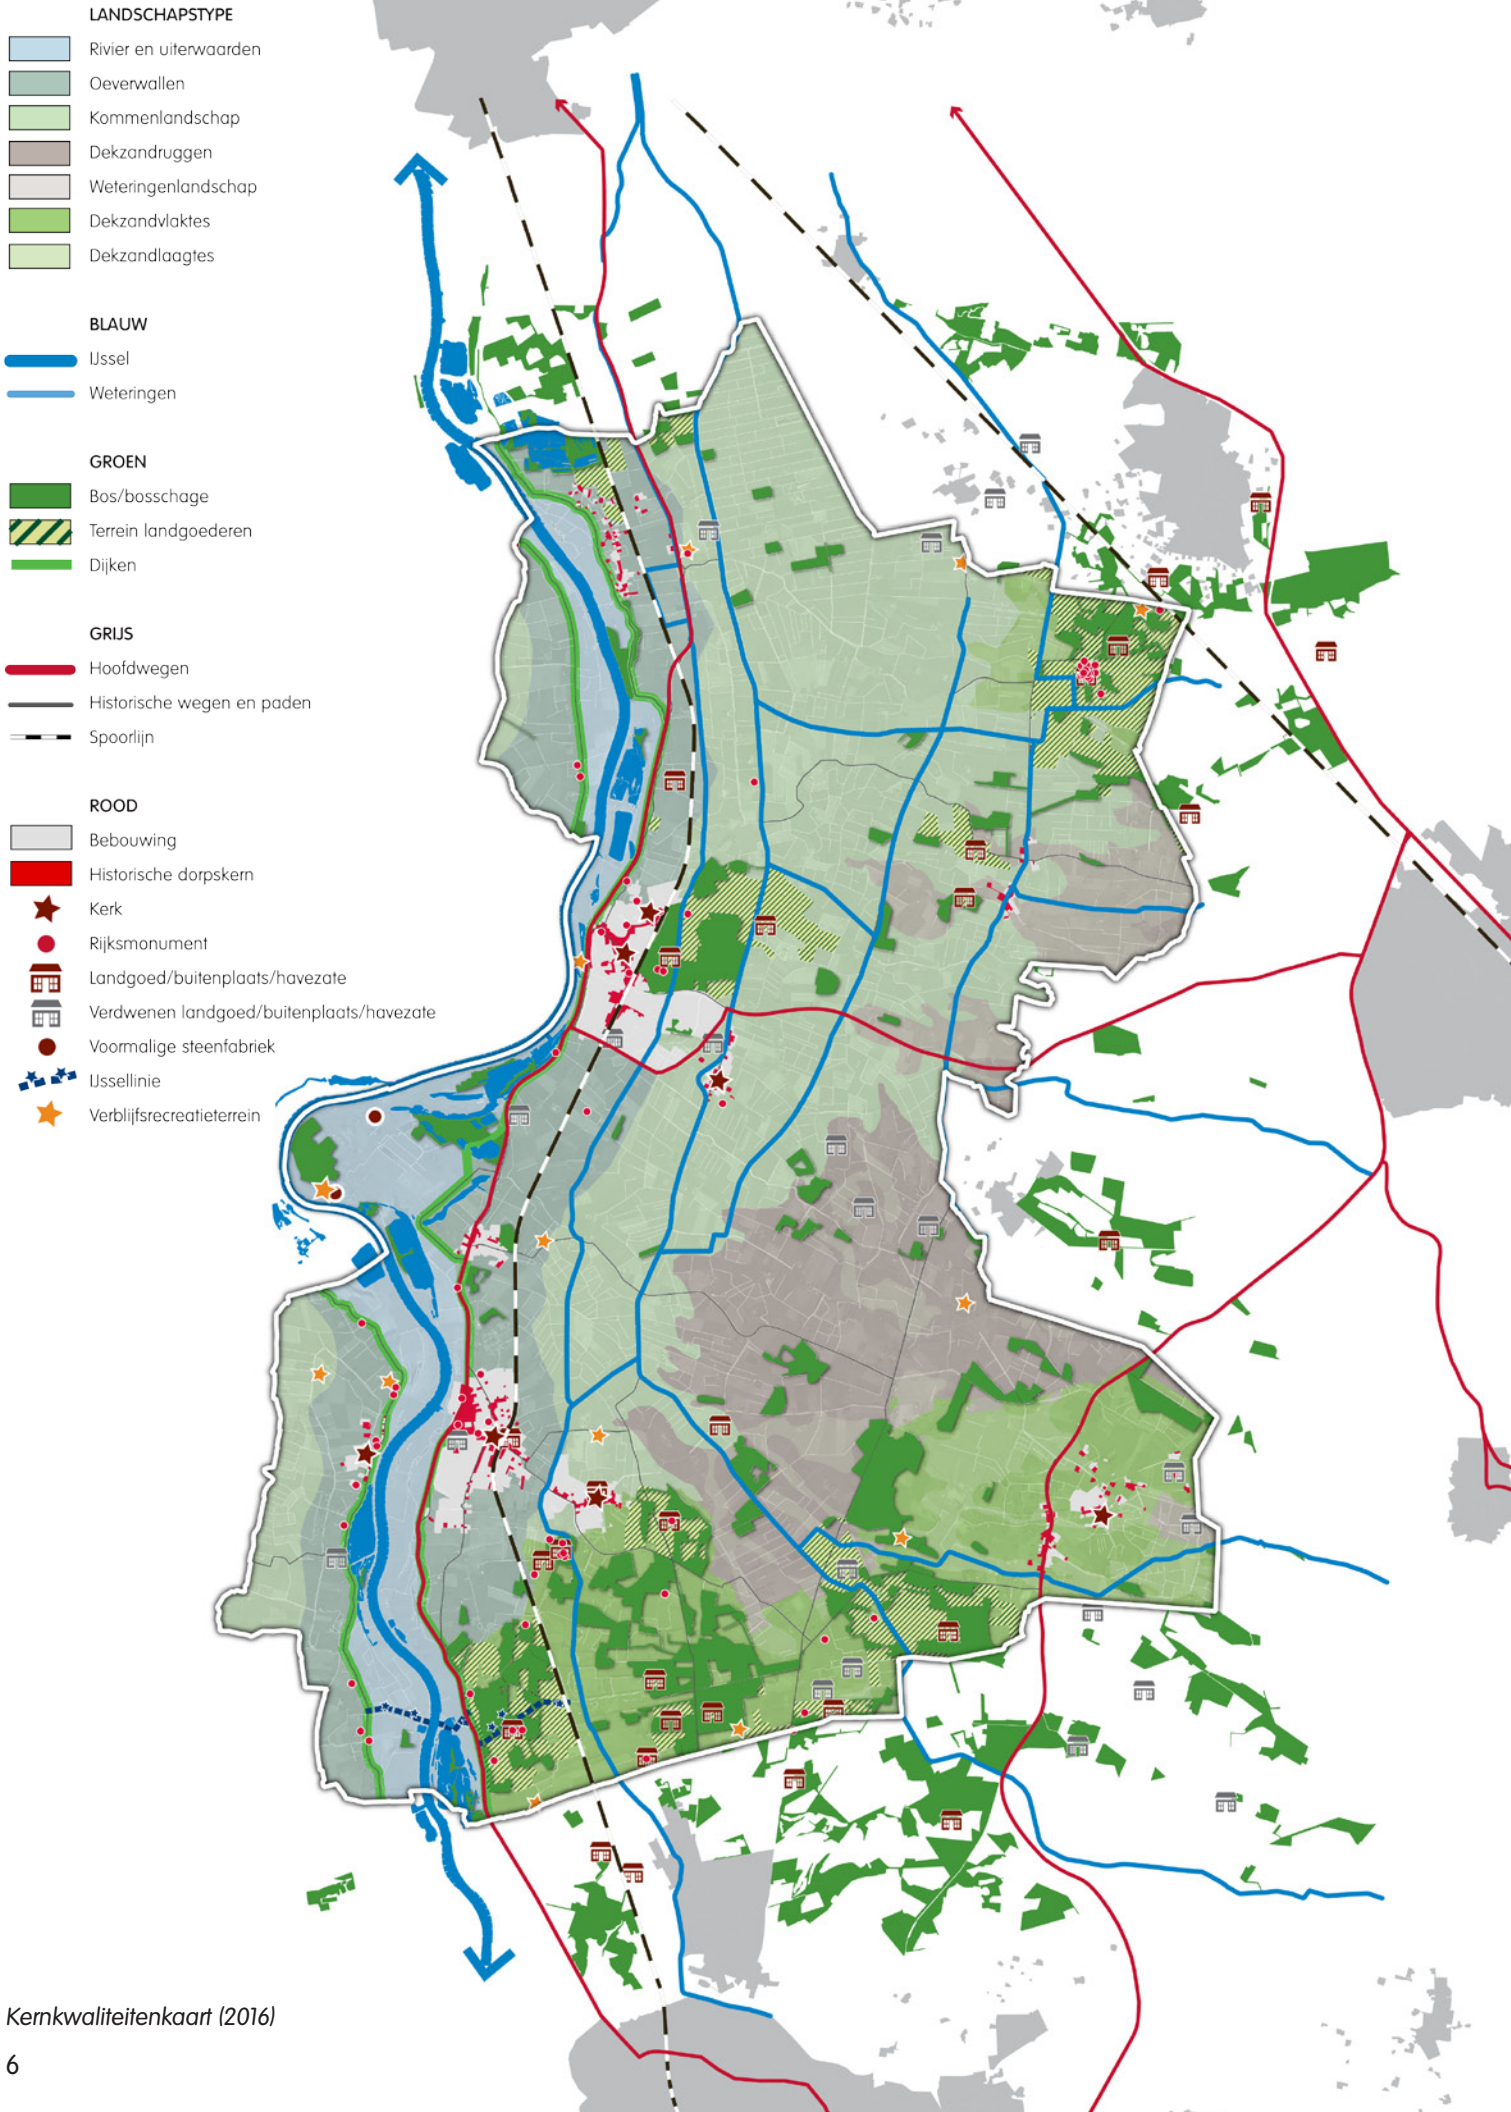 LANDSCHAPSTYPE
Rivier en uiterwaarden
Oeverwallen
Kommenlandschap
Dekzandruggen
Weteringenlandschap
Dekzandvlaktes
Dekzandlaagtes
BLAUW
IJssel
Weteringen
GROEN
Bos/bosschage
Terrein landgoederen
Dijken
GRIJS
Hoofdwegen
Historische wegen en paden
Spoorlijn
ROOD
Bebouwing
Historische dorpskern
Kerk
Rijksmonument
Landgoed/buitenplaats/havezate
Verdwenen landgoed/buitenplaats/havezate
Voormalige steenfabriek
IJssellinie
Verblijfsrecreatieterrein
Kernkwaliteitenkaart (2016)
6